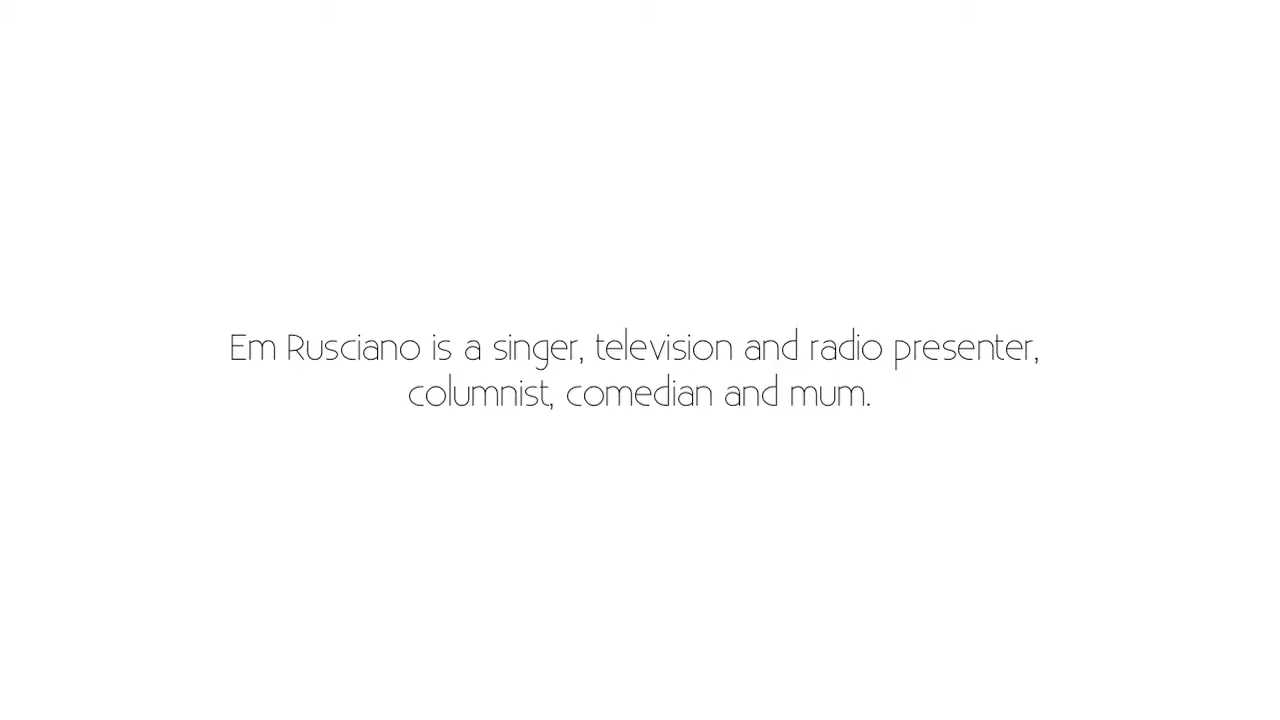 Em Rusciano is a singer, television and radio presenter,
columnist, comedian and mum.